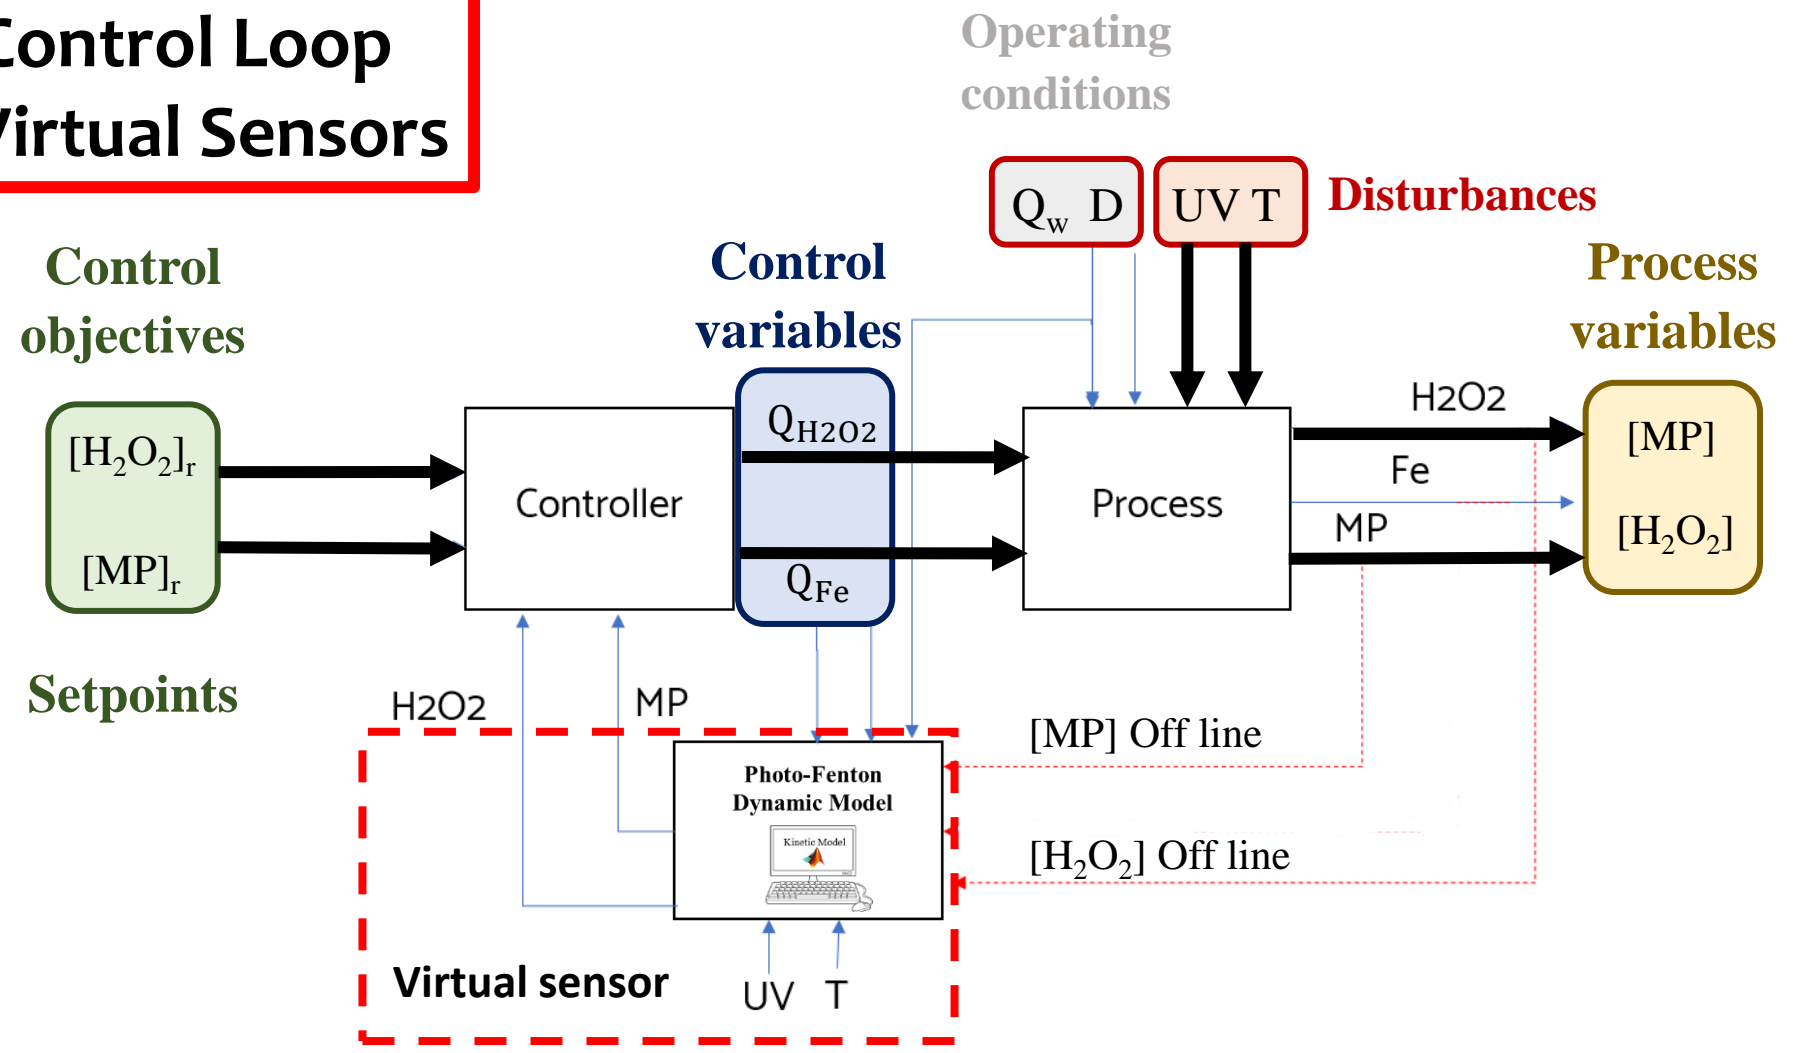 Control Loop
Virtual Sensors
Operating
conditions
Qw D
UV T
Disturbances
Control
objectives
Control
variables
Process
variables
[H₂O₂]r
[MP]r
Controller
QH2O2
QFe
Process
H2O2
Fe
MP
[MP]
[H₂O₂]
Setpoints
H2O2
MP
[MP] Off line
[H₂O₂] Off line
Photo-Fenton
Dynamic Model
Kinetic Model
Virtual sensor
UV T